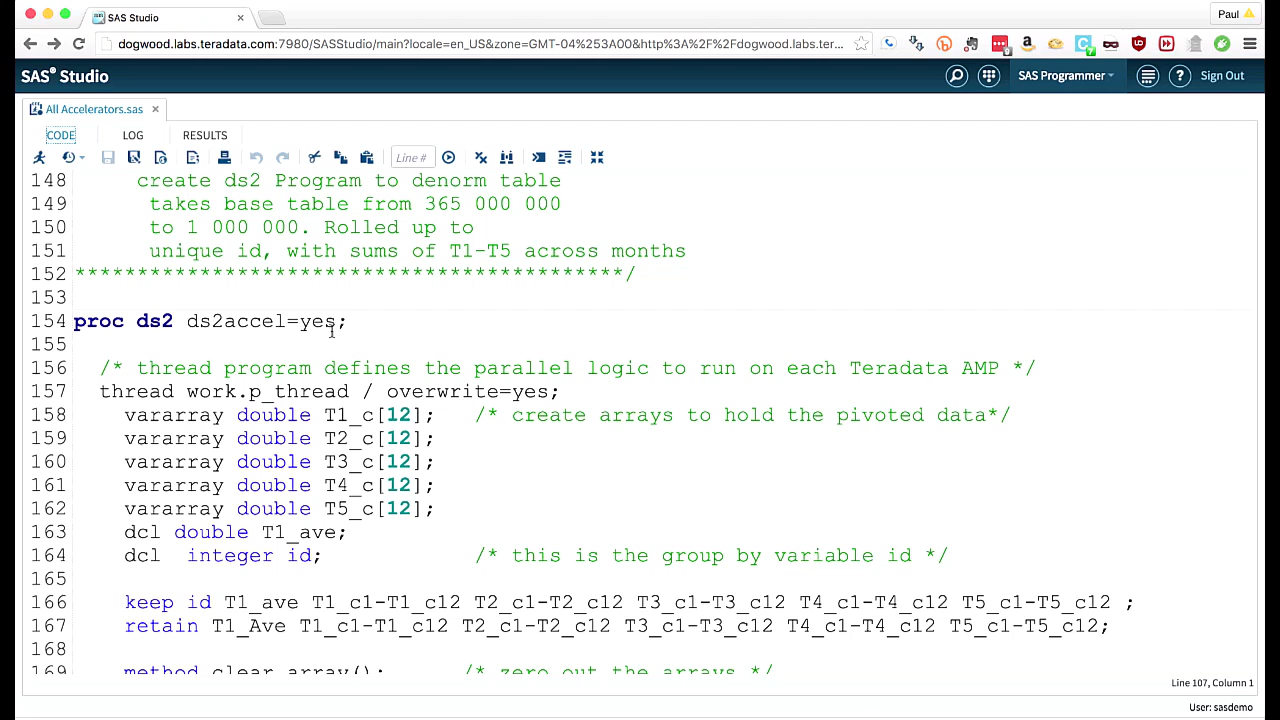 SAS Studio
Paul
dogwood.labs.teradata.com:7980/SASStudio/main?locale=en_US&zone=GMT-04%253A00&http%3A%2F%2Fdogwood.labs.ter...
SAS® Studio
SAS Programmer
Sign Out
All Accelerators.sas
CODE
LOG
RESULTS
Line #
148 create ds2 Program to denorm table
149 takes base table from 365 000 000
150 to 1 000 000. Rolled up to
151 unique id, with sums of T1-T5 across months
152 ********************************************/
153
154 proc ds2 ds2accel=yes;
155
156 /* thread program defines the parallel logic to run on each Teradata AMP */
157 thread work.p_thread / overwrite=yes;
158 vararray double T1_c[12]; /* create arrays to hold the pivoted data*/
159 vararray double T2_c[12];
160 vararray double T3_c[12];
161 vararray double T4_c[12];
162 vararray double T5_c[12];
163 dcl double T1_ave;
164 dcl integer id; /* this is the group by variable id */
165
166 keep id T1_ave T1_c1-T1_c12 T2_c1-T2_c12 T3_c1-T3_c12 T4_c1-T4_c12 T5_c1-T5_c12 ;
167 retain T1_Ave T1_c1-T1_c12 T2_c1-T2_c12 T3_c1-T3_c12 T4_c1-T4_c12 T5_c1-T5_c12;
168
169 method clear_array(); /* zero out the arrays */
Line 107, Column 1
User: sasdemo